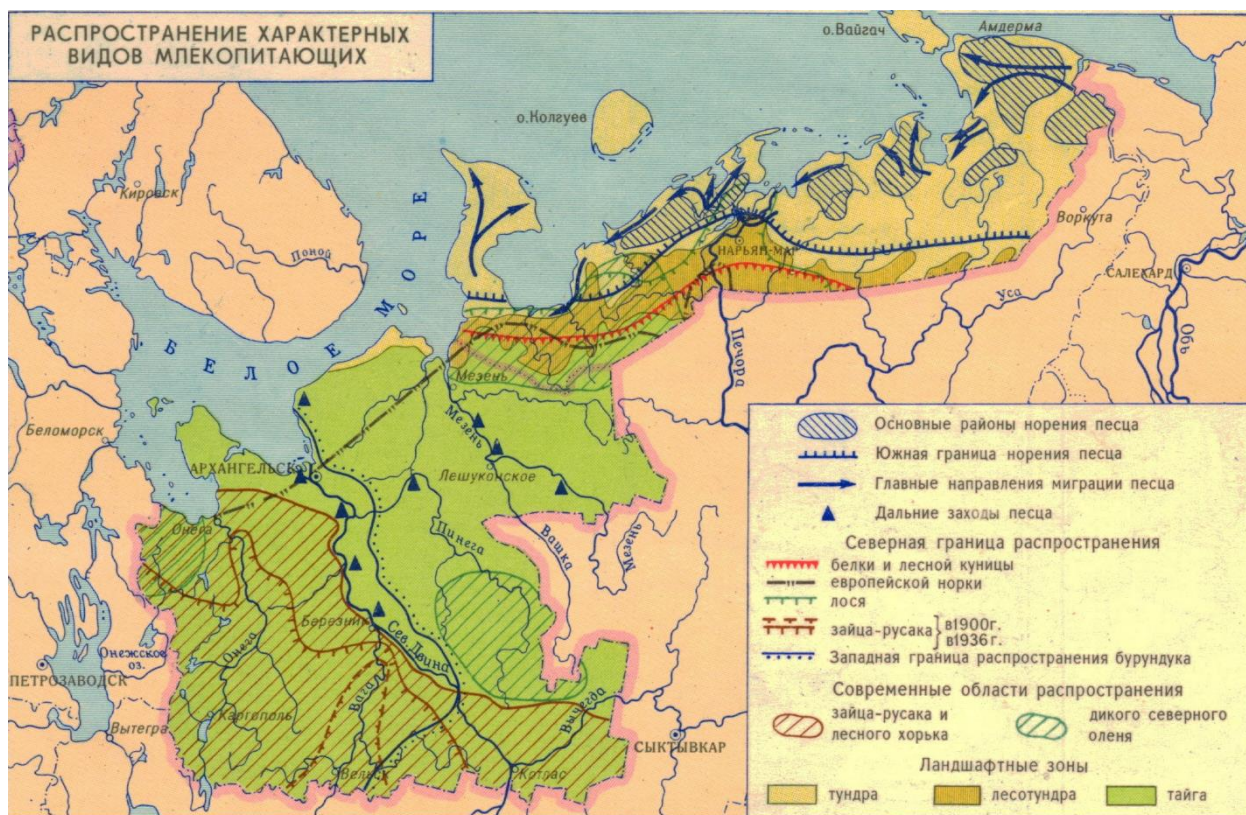 РАСПРОСТРАНЕНИЕ ХАРАКТЕРНЫХ
ВИДОВ МЛЕКОПИТАЮЩИХ
о.Вайгач
Амдерма
о.Колгуев
Кировск
Поной
Воркута
НАРЬЯН-МАР
САЛЕХАРД
Уса
Обь
Печора
БЕЛОЕ МОРЕ
Мезень
Мезень
Беломорск
АРХАНГЕЛЬСК
Лешуконское
Онега
Пинега
Вашка
Мезень
Березник
Сев.Двина
Онега
Онежское
оз.
ПЕТРОЗАВОДСК
Вага
Вычегда
Каргополь
Вытегра
СЫКТЫВКАР
Вельск
Котлас
Основные районы норения песца
Южная граница норения песца
Главные направления миграции песца
Дальние заходы песца
Северная граница распространения
белки и лесной куницы
европейской норки
лося
зайца-русака } в1900г.
в1936г.
Западная граница распространения бурундука
Современные области распространения
зайца-русака и
лесного хорька
дикого северного
оленя
Ландшафтные зоны
тундра
лесотундра
тайга